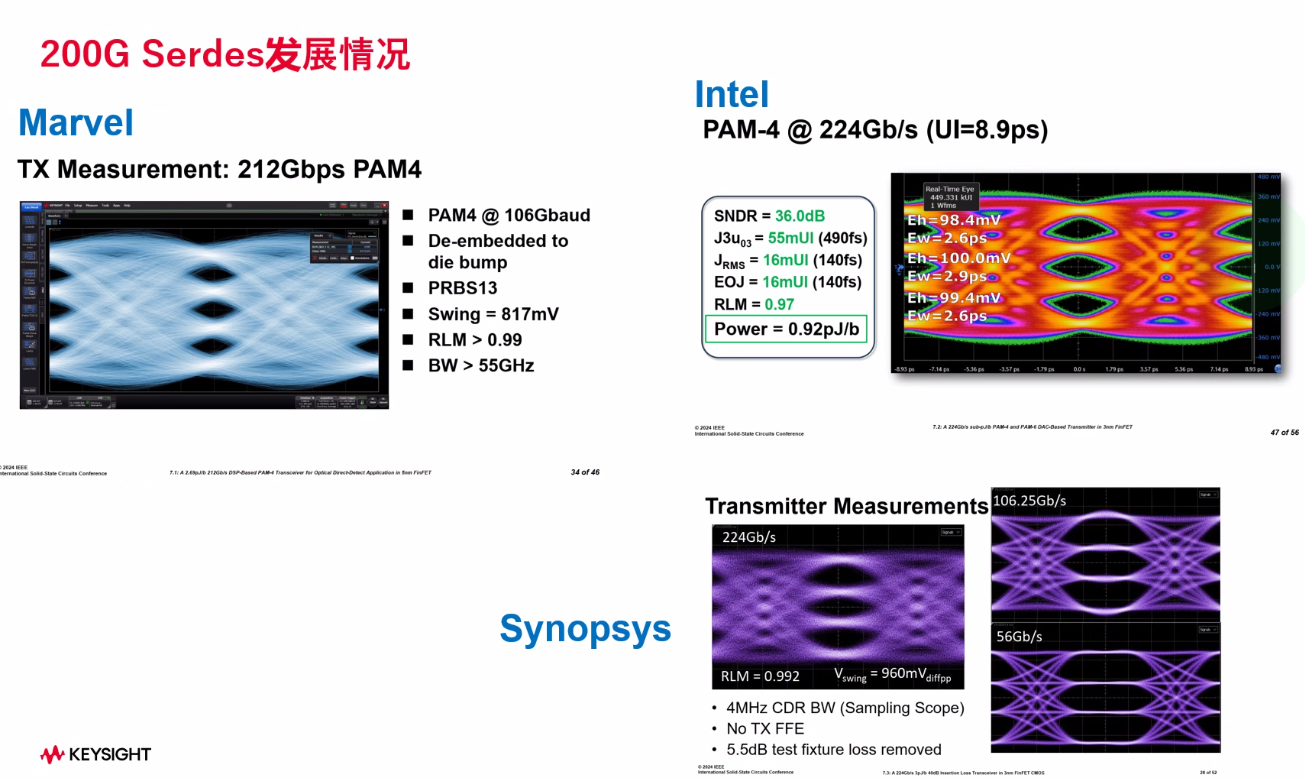 200G Serdes发展情况
Marvel
TX Measurement: 212Gbps PAM4
PAM4 @ 106Gbaud
De-embedded to
die bump
PRBS13
Swing = 817mV
RLM > 0.99
BW > 55GHz
© 2024 IEEE
International Solid-State Circuits Conference
7.1: A 2.69pJ/b 212Gb/s DSP-Based PAM-4 Transceiver for Optical Direct-Detect Application in 5nm FinFET
34 of 46
Intel
PAM-4 @ 224Gb/s (UI=8.9ps)
SNDR = 36.0dB
J3u03 = 55mUI (490fs)
JRMS = 16mUI (140fs)
EOJ = 16mUI (140fs)
RLM = 0.97
Power = 0.92pJ/b
Real-Time Eye
449.331 kUI
1 Wfms
Eh=98.4mV
Ew=2.6ps
Eh=100.0mV
Ew=2.9ps
Eh=99.4mV
Ew=2.6ps
480 mV
360 mV
240 mV
120 mV
0.0 V
-120 mV
-240 mV
-360 mV
-480 mV
-8.93 ps -7.14 ps -5.36 ps -3.57 ps -1.79 ps 0.0 s 1.79 ps 3.57 ps 5.36 ps 7.14 ps 8.93 ps
© 2024 IEEE
International Solid-State Circuits Conference
7.2: A 224Gb/s sub-pJ/b PAM-4 and PAM-6 DAC-Based Transmitter in 3nm FinFET
47 of 56
Synopsys
Transmitter Measurements
224Gb/s
RLM = 0.992
Vswing = 960mVdiffpp
106.25Gb/s
56Gb/s
• 4MHz CDR BW (Sampling Scope)
• No TX FFE
• 5.5dB test fixture loss removed
© 2024 IEEE
International Solid-State Circuits Conference
7.3: A 224Gb/s 3pJ/b 40dB Insertion Loss Transceiver in 3nm FinFET CMOS
KEYSIGHT